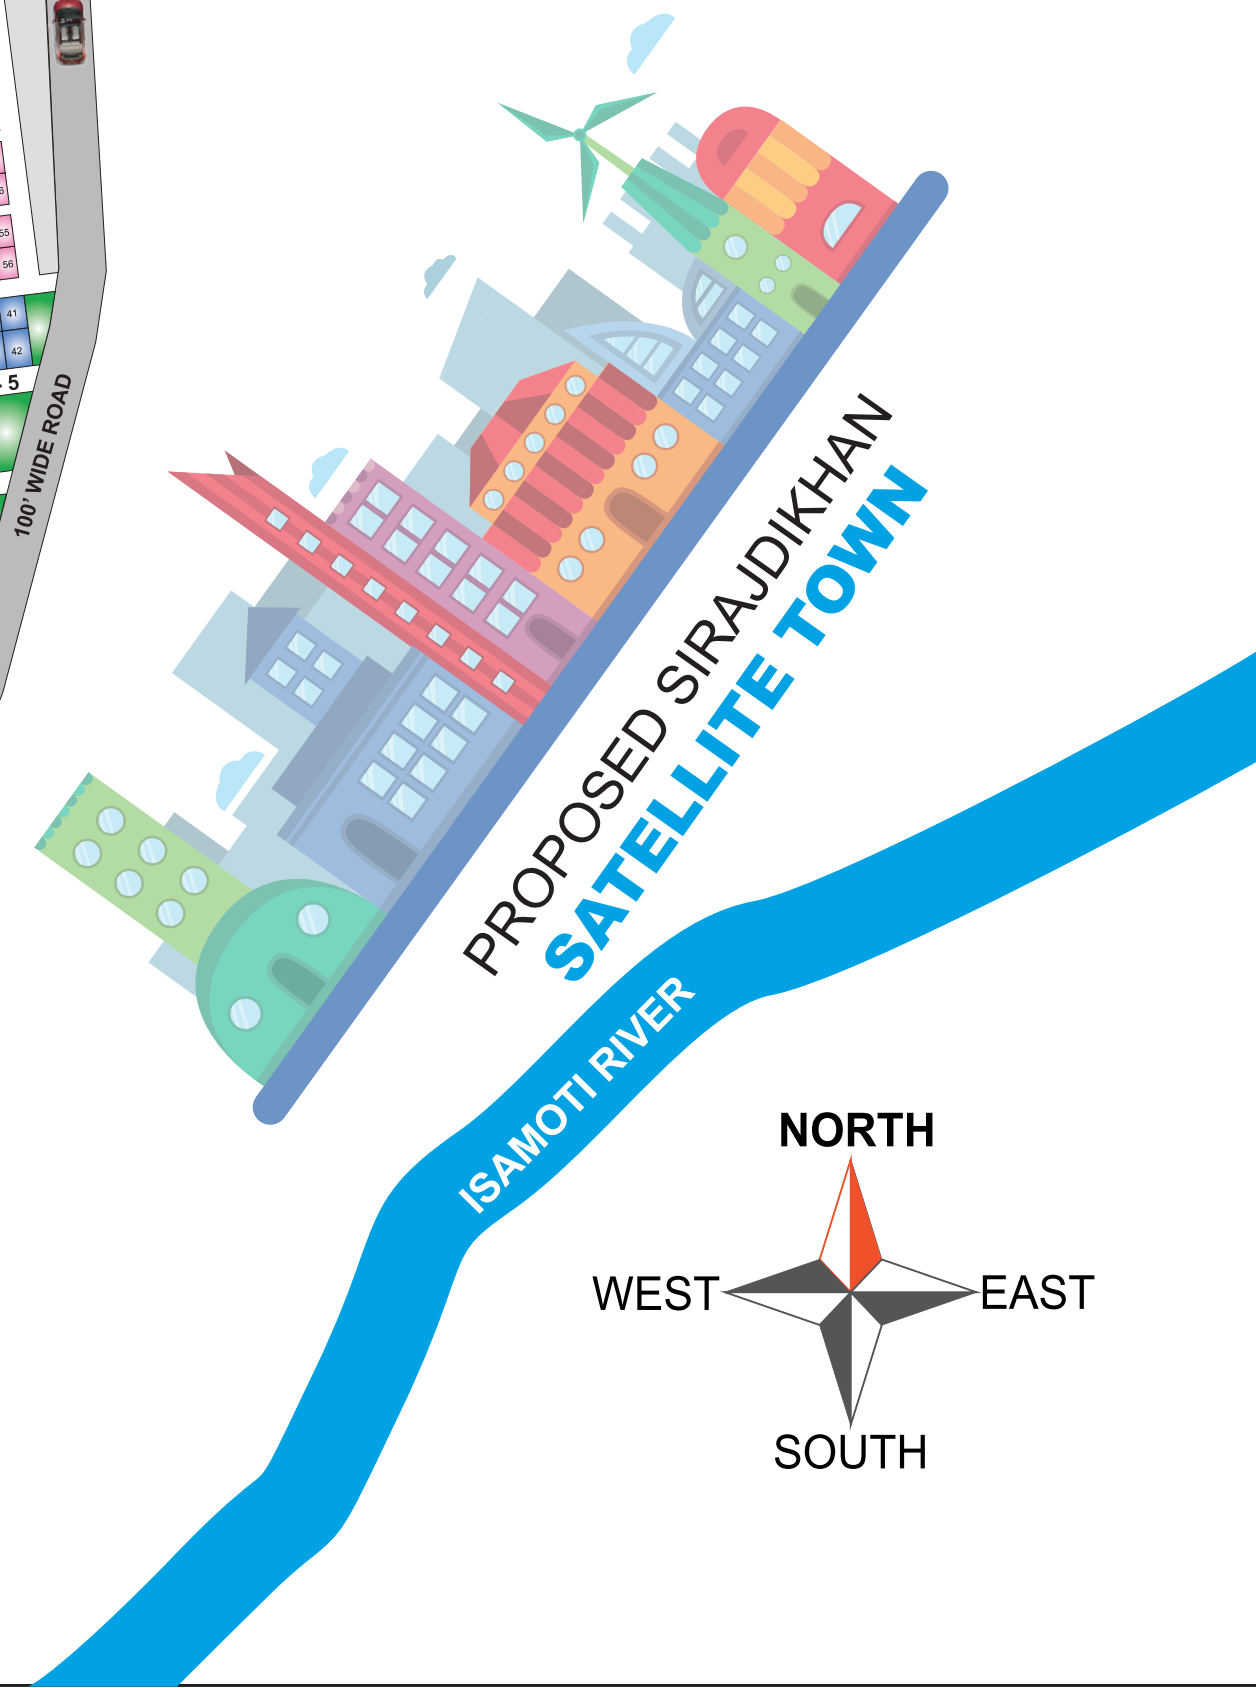 55
56
41
42
5
100' WIDE ROAD
PROPOSED SIRAJDIKHAN
SATELLITE TOWN
ISAMOTI RIVER
NORTH
WEST
EAST
SOUTH